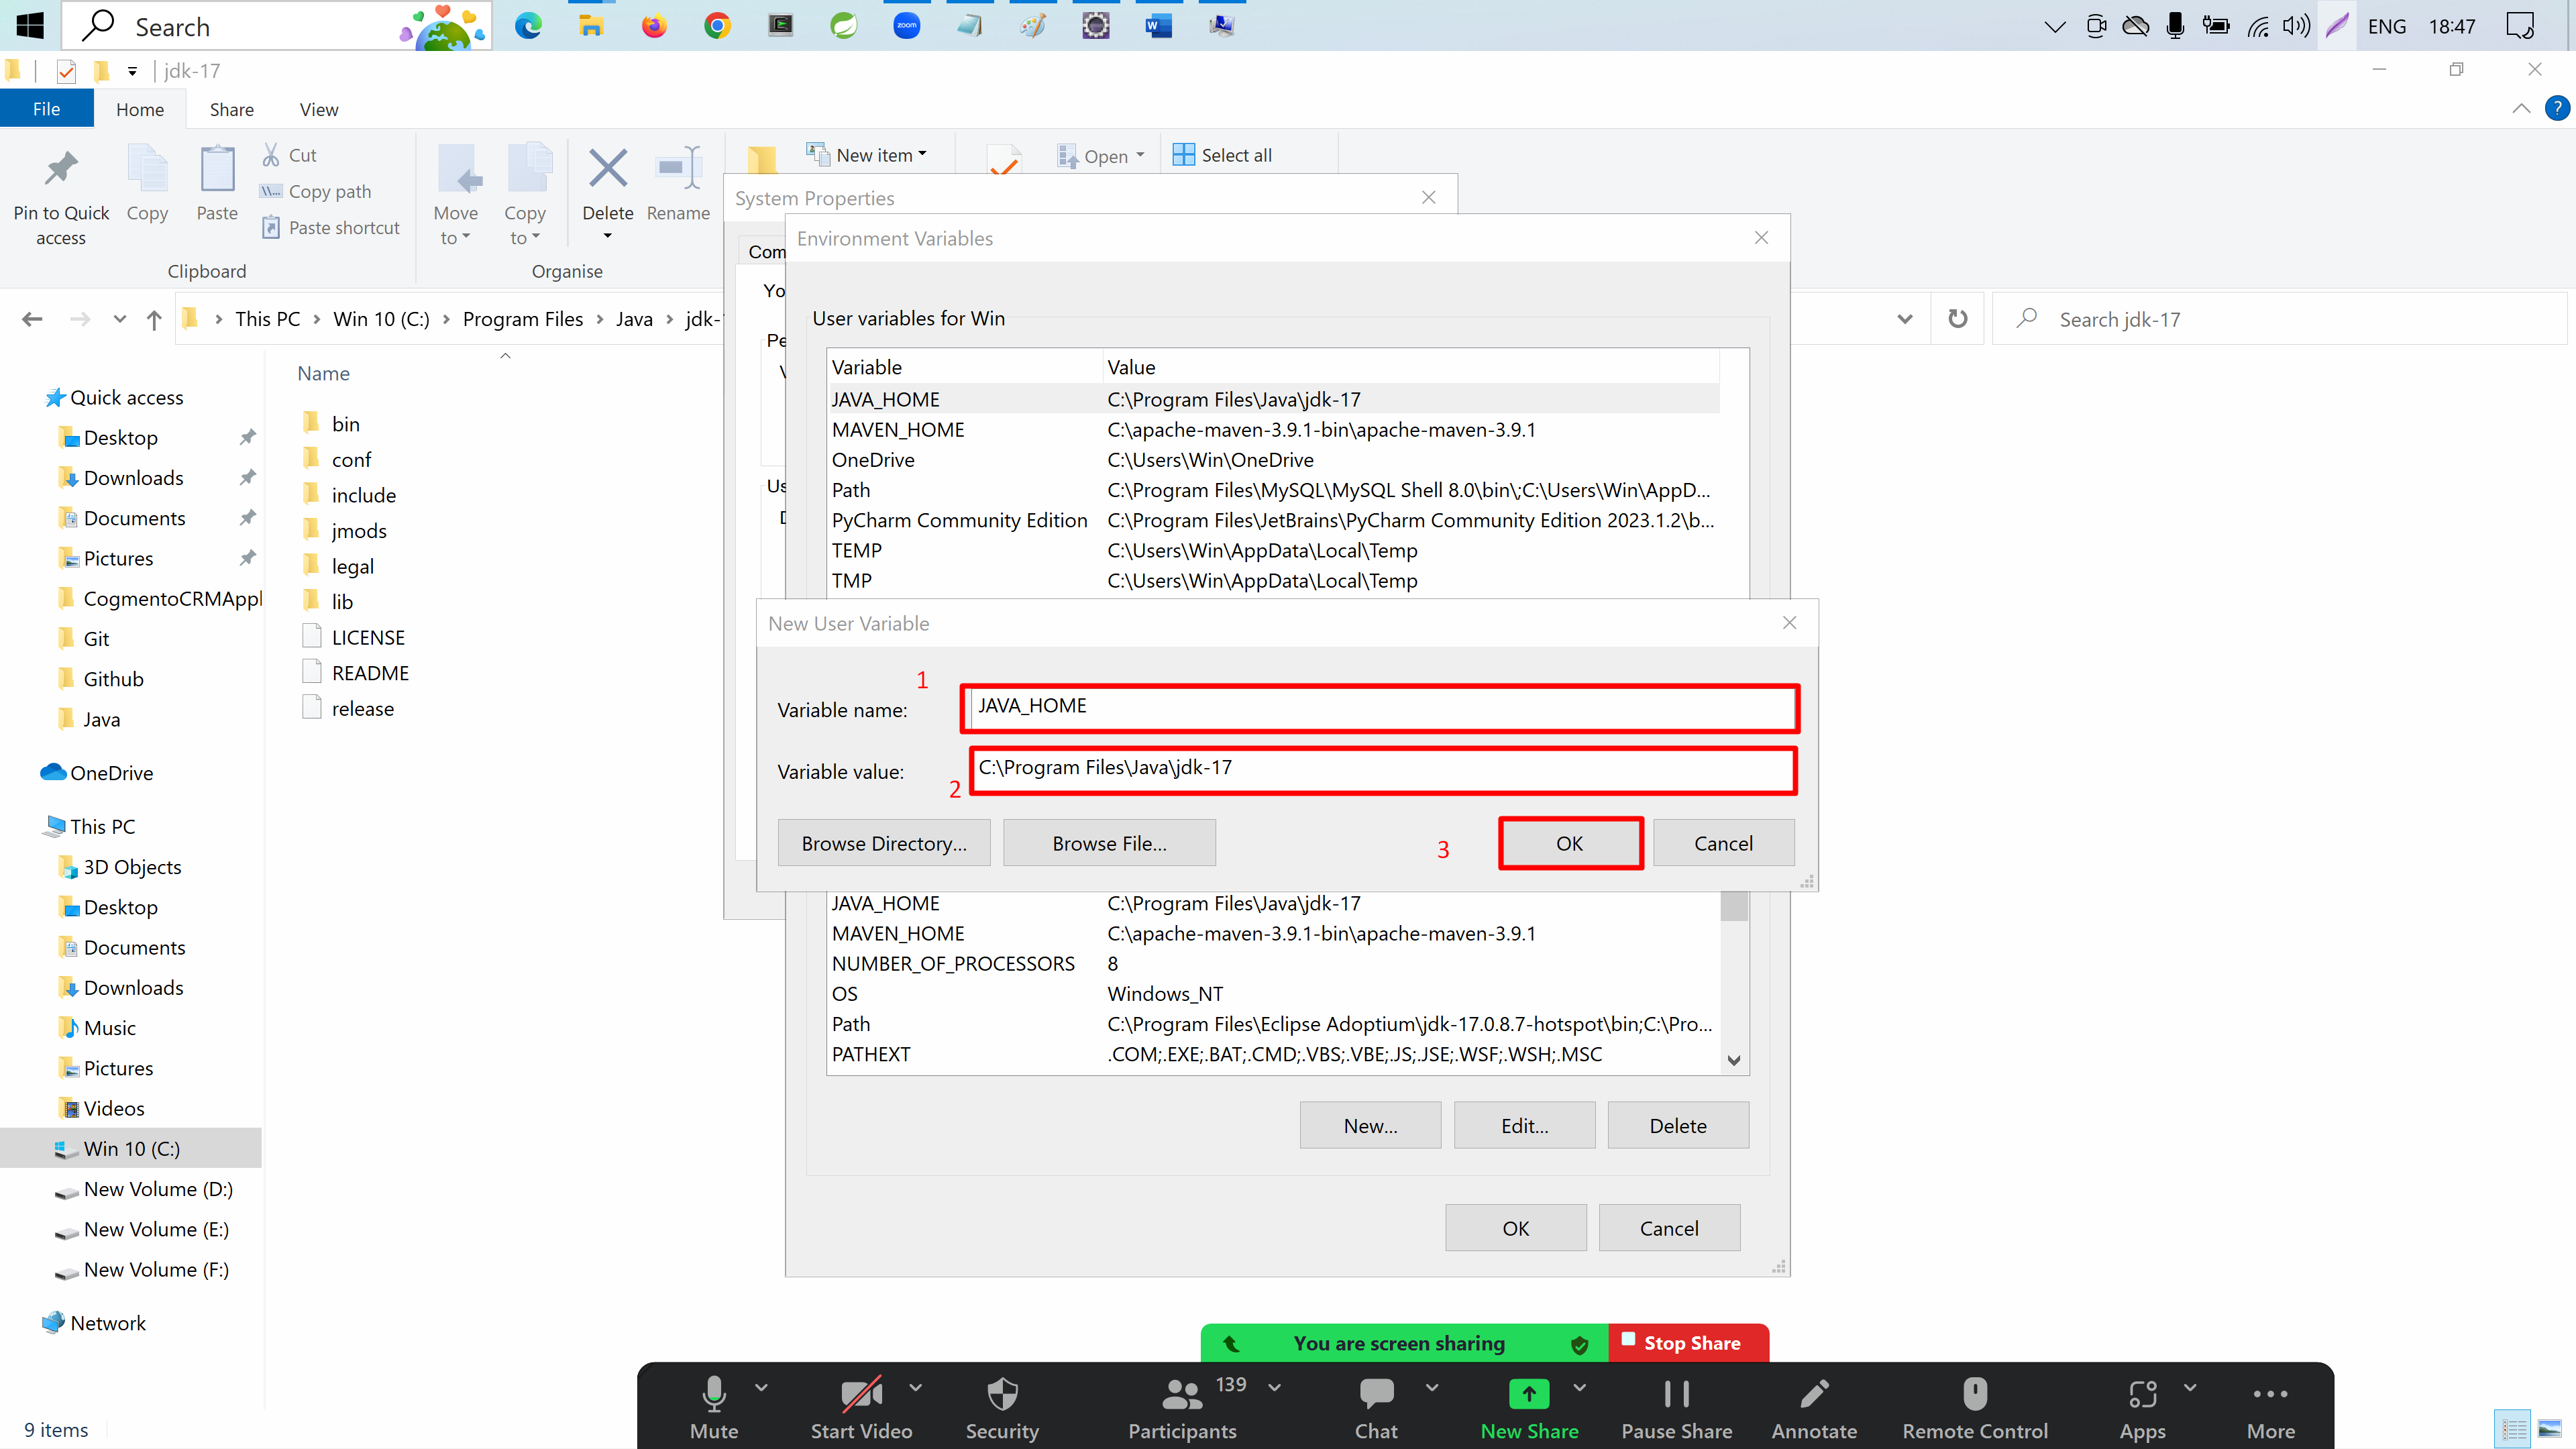 Search
zoom
W
ENG
18:47
jdk-17
File
Home
Share
View
?
Pin to Quick
access
Copy
Paste
Cut
Copy path
Paste shortcut
Clipboard
Move
to
Copy
to
Delete
Rename
Organise
New item
Open
Select all
This PC
Win 10 (C:)
Program Files
Java
jdk-
Search jdk-17
Quick access
Desktop
Downloads
Documents
Pictures
CogmentoCRMAppl
Git
Github
Java
OneDrive
This PC
3D Objects
Desktop
Documents
Downloads
Music
Pictures
Videos
Win 10 (C:)
New Volume (D:)
New Volume (E:)
New Volume (F:)
Network
9 items
Name
bin
conf
include
jmods
legal
lib
LICENSE
README
release
System Properties
Com
Yo
Pe
V
Us
Environment Variables
User variables for Win
Variable Value
JAVA_HOME C:\Program Files\Java\jdk-17
MAVEN_HOME C:\apache-maven-3.9.1-bin\apache-maven-3.9.1
OneDrive C:\Users\Win\OneDrive
Path C:\Program Files\MySQL\MySQL Shell 8.0\bin\;C:\Users\Win\AppD...
PyCharm Community Edition C:\Program Files\JetBrains\PyCharm Community Edition 2023.1.2\b...
TEMP C:\Users\Win\AppData\Local\Temp
TMP C:\Users\Win\AppData\Local\Temp
New User Variable
1
Variable name: JAVA_HOME
Variable value: C:\Program Files\Java\jdk-17
2
Browse Directory... Browse File... 3 OK Cancel
JAVA_HOME C:\Program Files\Java\jdk-17
MAVEN_HOME C:\apache-maven-3.9.1-bin\apache-maven-3.9.1
NUMBER_OF_PROCESSORS 8
OS Windows_NT
Path C:\Program Files\Eclipse Adoptium\jdk-17.0.8.7-hotspot\bin;C:\Pro...
PATHEXT .COM;.EXE;.BAT;.CMD;.VBS;.VBE;.JS;.JSE;.WSF;.WSH;.MSC
New... Edit... Delete
OK Cancel
You are screen sharing Stop Share
139
Mute Start Video Security Participants Chat New Share Pause Share Annotate Remote Control Apps More